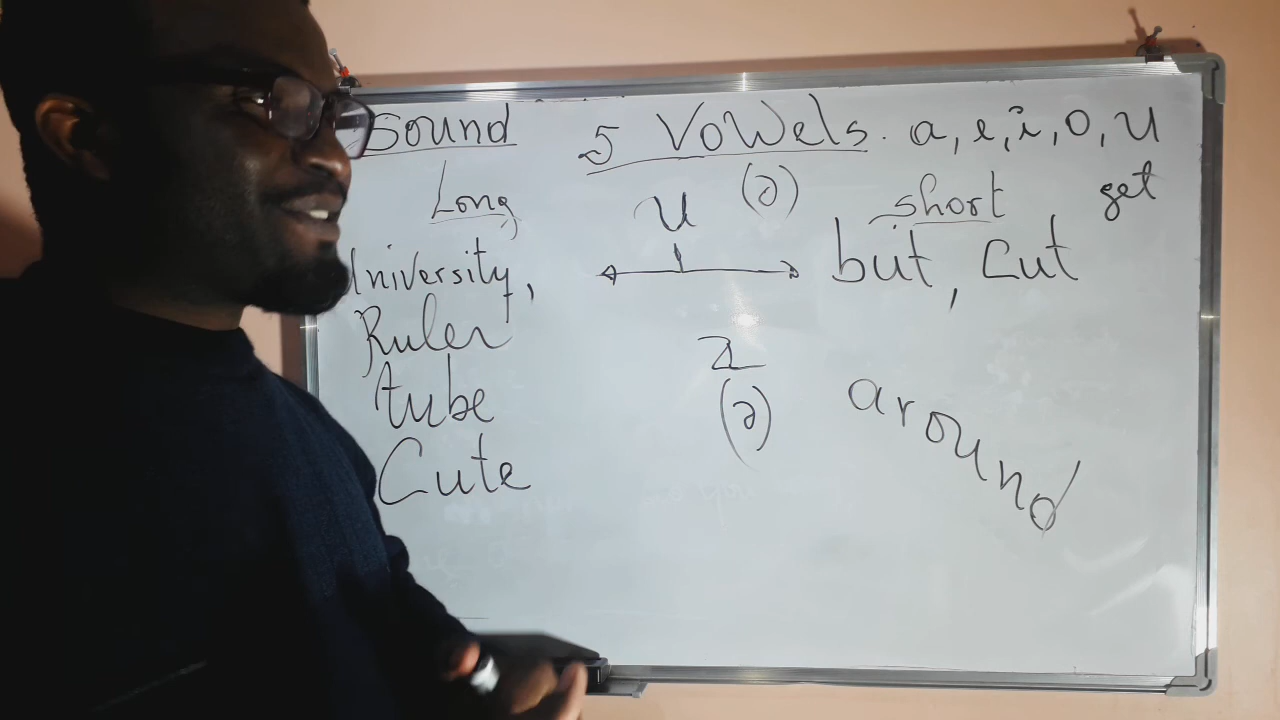 Sound 5 Vowels. a, e, i, o, u
Long u (ə) short get
University, but, Cut
Ruler
tube
Cute
a
(ə)
around